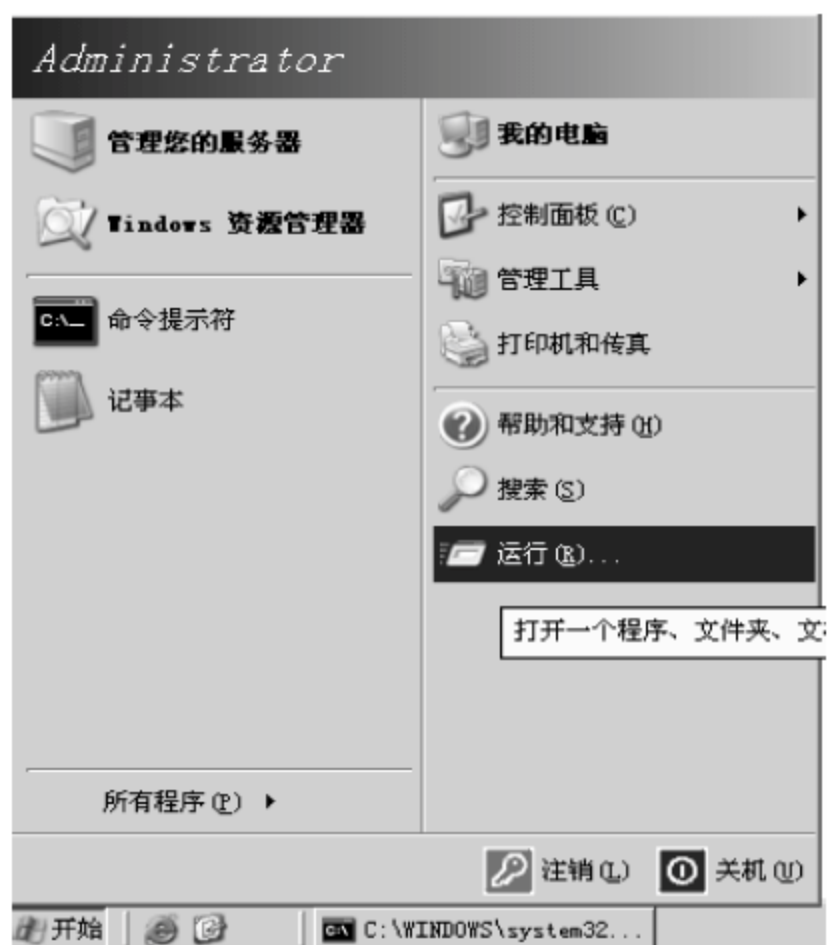 Administrator
管理您的服务器
Windows 资源管理器
C:\_
命令提示符
记事本
所有程序(P)
我的电脑
控制面板(C)
管理工具
打印机和传真
帮助和支持(H)
搜索(S)
运行(R)...
打开一个程序、文件夹、
注销(L)
关机(U)
开始
C:\WINDOWS\system32...